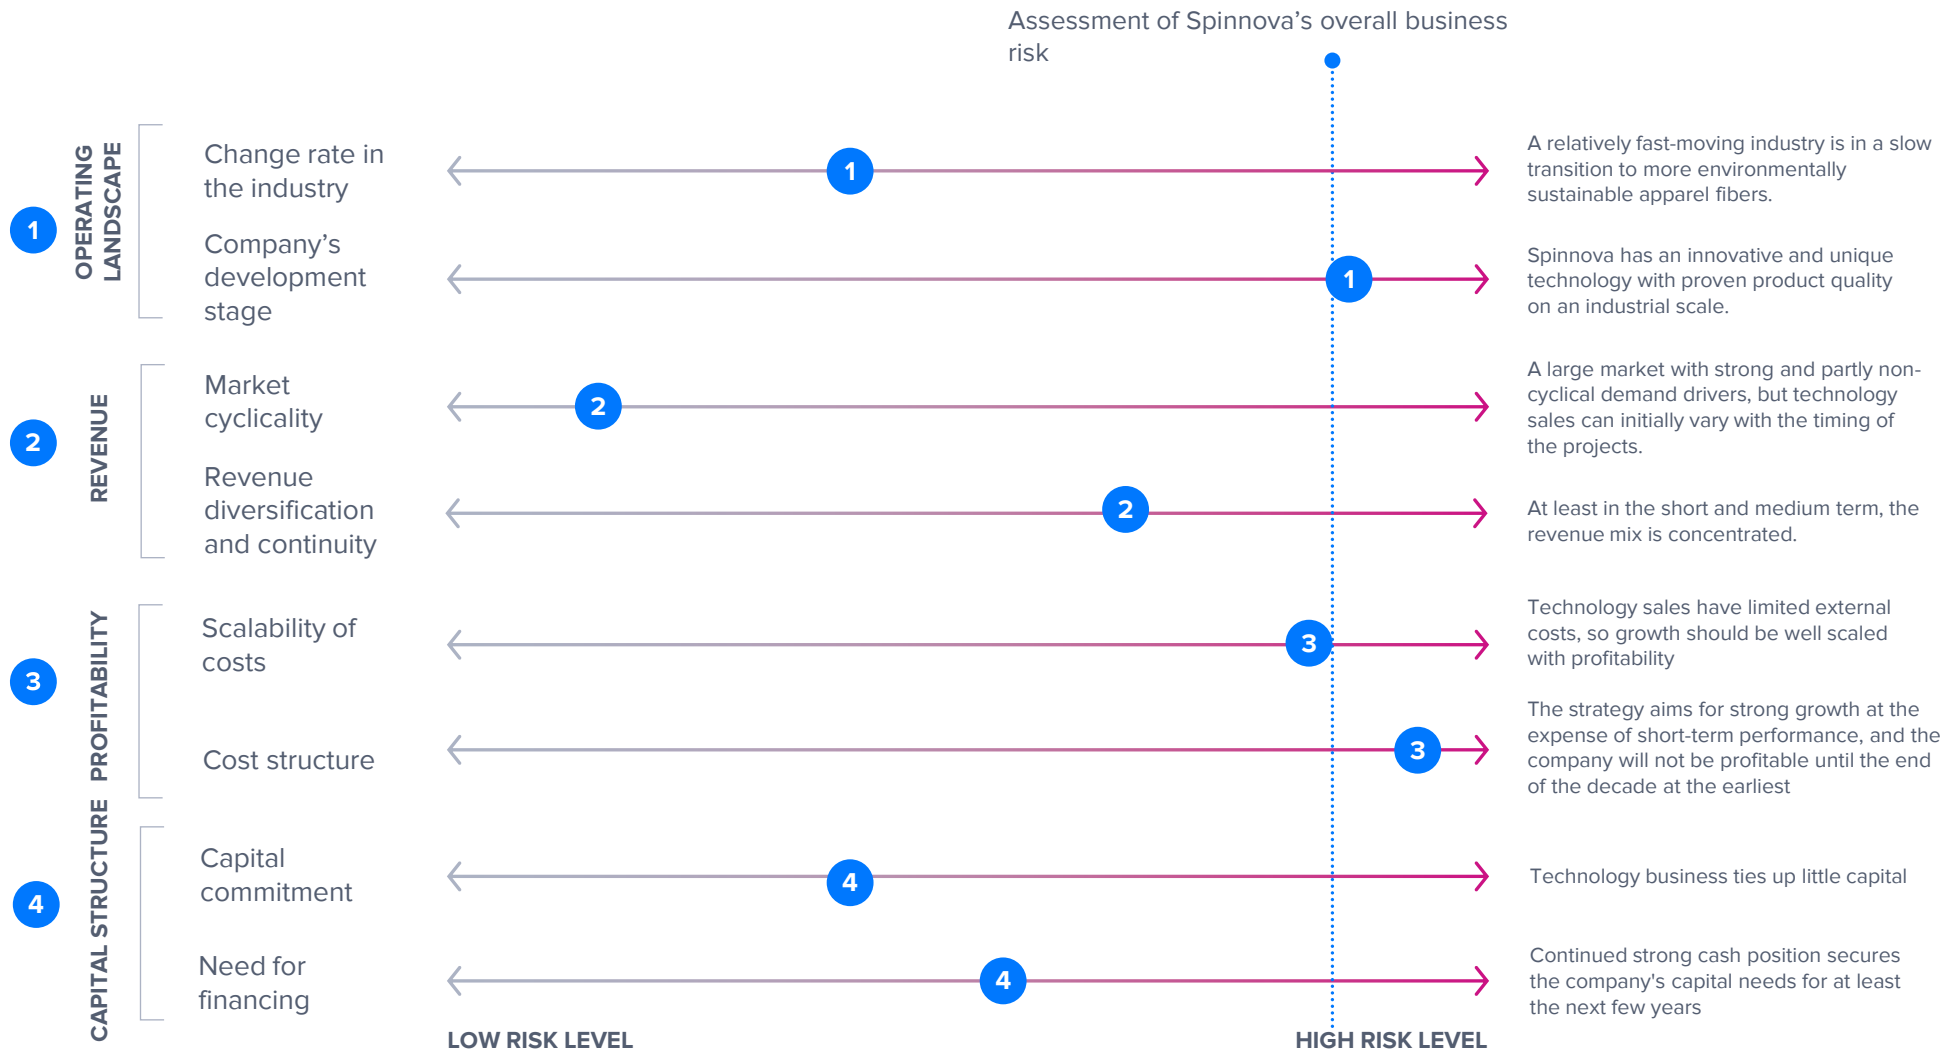 Assessment of Spinnova’s overall business
risk
1
OPERATING
LANDSCAPE
Change rate in
the industry
1
A relatively fast-moving industry is in a slow
transition to more environmentally
sustainable apparel fibers.
Company’s
development
stage
1
Spinnova has an innovative and unique
technology with proven product quality
on an industrial scale.
2
REVENUE
Market
cyclicality
2
A large market with strong and partly non-
cyclical demand drivers, but technology
sales can initially vary with the timing of
the projects.
Revenue
diversification
and continuity
2
At least in the short and medium term, the
revenue mix is concentrated.
3
PROFITABILITY
Scalability of
costs
3
Technology sales have limited external
costs, so growth should be well scaled
with profitability
Cost structure
3
The strategy aims for strong growth at the
expense of short-term performance, and the
company will not be profitable until the end
of the decade at the earliest
4
CAPITAL STRUCTURE
Capital
commitment
4
Technology business ties up little capital
Need for
financing
4
Continued strong cash position secures
the company's capital needs for at least
the next few years
LOW RISK LEVEL
HIGH RISK LEVEL